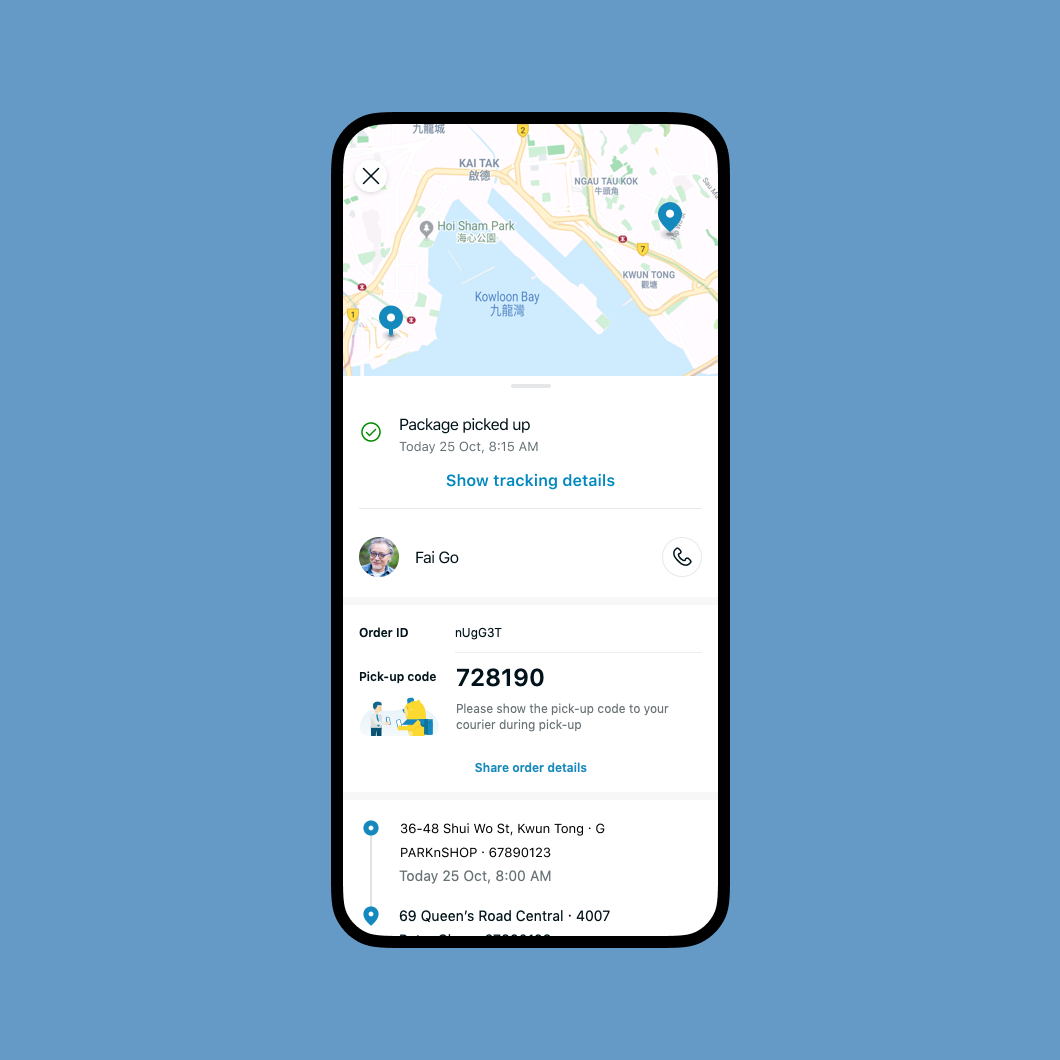 九龍城
2
KAI TAK
啟德
NGAU TAU KOK
牛頭角
Hoi Sham Park
海心公園
7
KWUN TONG
觀塘
Kowloon Bay
九龍灣
1
Package picked up
Today 25 Oct, 8:15 AM
Show tracking details
Fai Go
Order ID
nUgG3T
Pick-up code
728190
Please show the pick-up code to your
courier during pick-up
Share order details
36-48 Shui Wo St, Kwun Tong · G
PARKnSHOP · 67890123
Today 25 Oct, 8:00 AM
69 Queen's Road Central · 4007